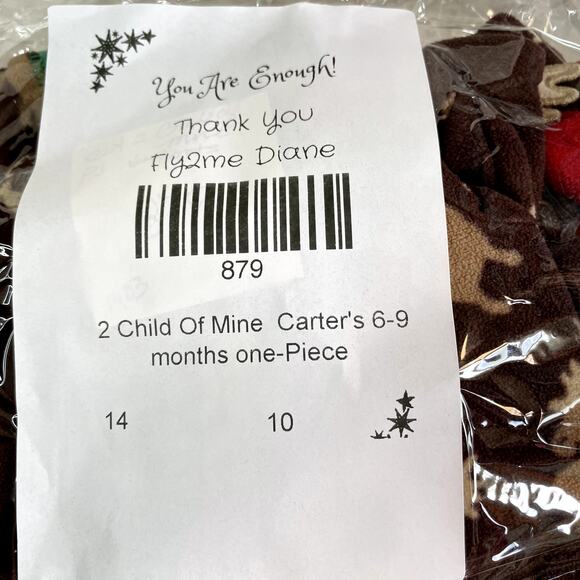 You Are Enough!
Thank You
Fly2me Diane
879
2 Child Of Mine Carter's 6-9
months one-Piece
14 10